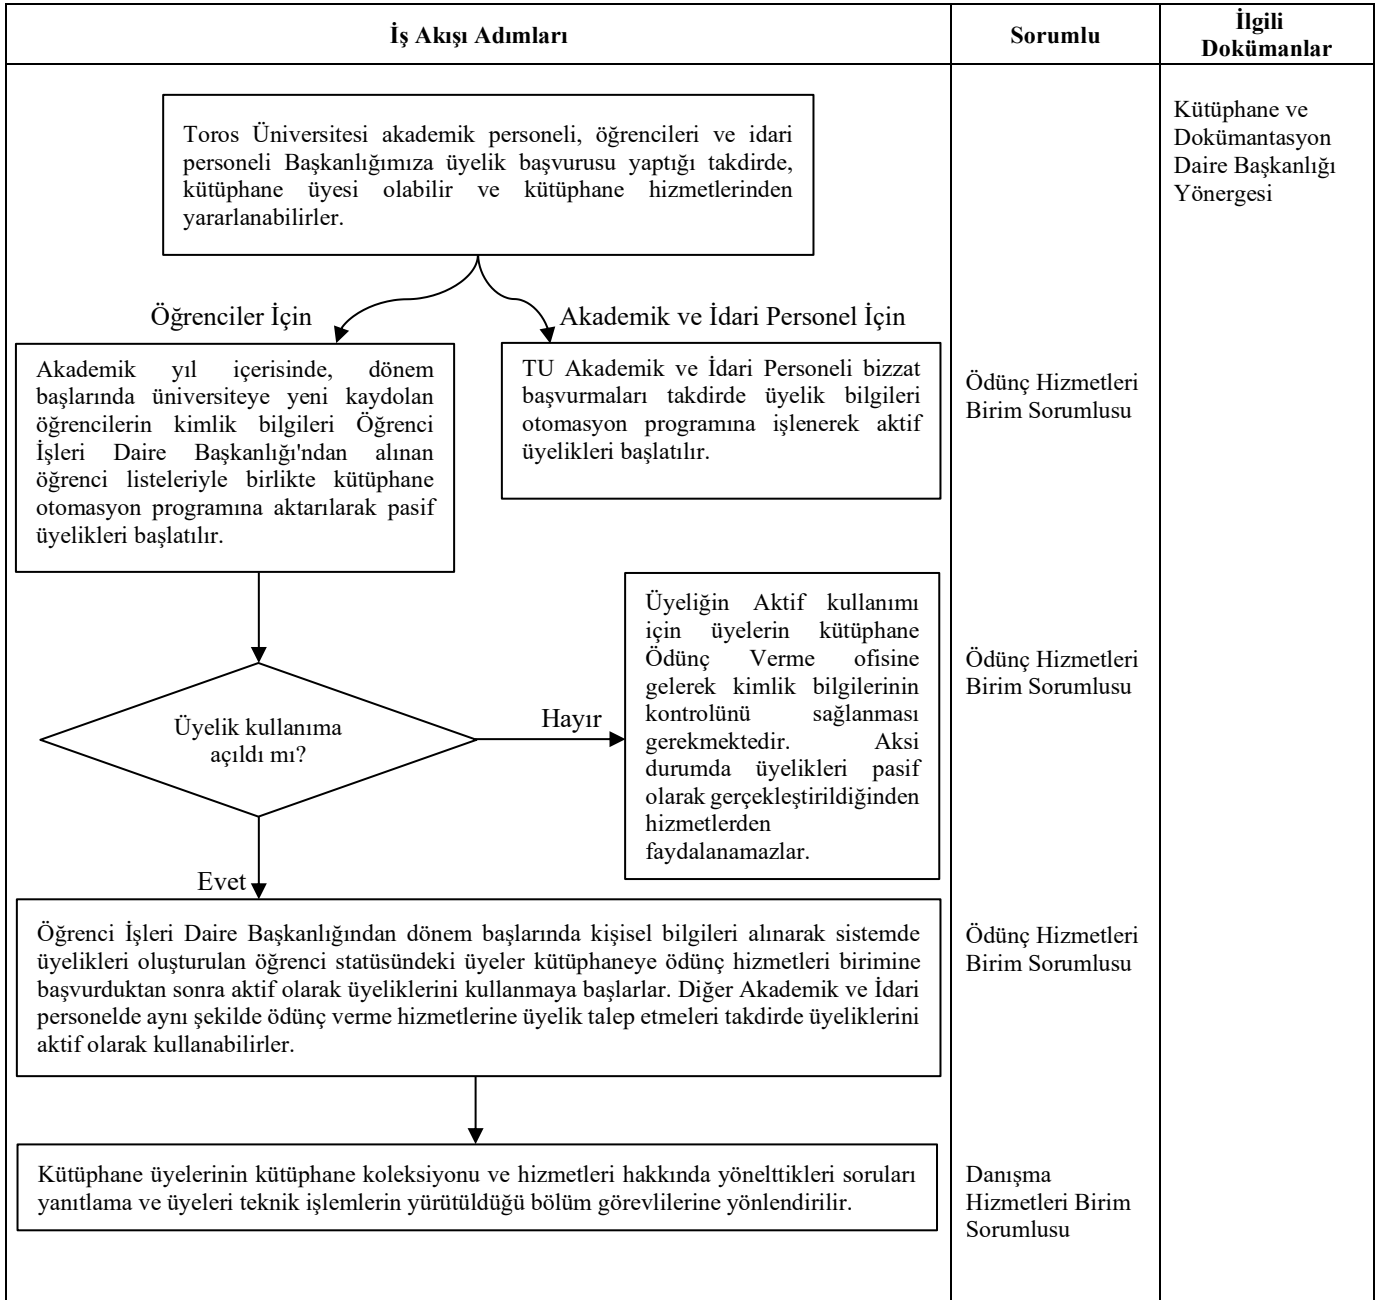 İş Akışı Adımları
Sorumlu
İlgili
Dokümanlar
Toros Üniversitesi akademik personeli, öğrencileri ve idari
personeli Başkanlığımıza üyelik başvurusu yaptığı takdirde,
kütüphane üyesi olabilir ve kütüphane hizmetlerinden
yararlanabilirler.
Kütüphane ve
Dokümantasyon
Daire Başkanlığı
Yönergesi
Öğrenciler İçin
Akademik ve İdari Personel İçin
Akademik yıl içerisinde, dönem
başlarında üniversiteye yeni kaydolan
öğrencilerin kimlik bilgileri Öğrenci
İşleri Daire Başkanlığı'ndan alınan
öğrenci listeleriyle birlikte kütüphane
otomasyon programına aktarılarak pasif
üyelikleri başlatılır.
TU Akademik ve İdari Personeli bizzat
başvurmaları takdirde üyelik bilgileri
otomasyon programına işlenerek aktif
üyelikleri başlatılır.
Ödünç Hizmetleri
Birim Sorumlusu
Üyelik kullanıma
açıldı mı?
Hayır
Üyeliğin Aktif kullanımı
için üyelerin kütüphane
Ödünç Verme ofisine
gelerek kimlik bilgilerinin
kontrolünü sağlanması
gerekmektedir. Aksi
durumda üyelikleri pasif
olarak gerçekleştirildiğinden
hizmetlerden
faydalanamazlar.
Ödünç Hizmetleri
Birim Sorumlusu
Evet
Öğrenci İşleri Daire Başkanlığından dönem başlarında kişisel bilgileri alınarak sistemde
üyelikleri oluşturulan öğrenci statüsündeki üyeler kütüphaneye ödünç hizmetleri birimine
başvurduktan sonra aktif olarak üyeliklerini kullanmaya başlarlar. Diğer Akademik ve İdari
personelde aynı şekilde ödünç verme hizmetlerine üyelik talep etmeleri takdirde üyeliklerini
aktif olarak kullanabilirler.
Ödünç Hizmetleri
Birim Sorumlusu
Kütüphane üyelerinin kütüphane koleksiyonu ve hizmetleri hakkında yönelttikleri soruları
yanıtlama ve üyeleri teknik işlemlerin yürütüldüğü bölüm görevlilerine yönlendirilir.
Danışma
Hizmetleri Birim
Sorumlusu